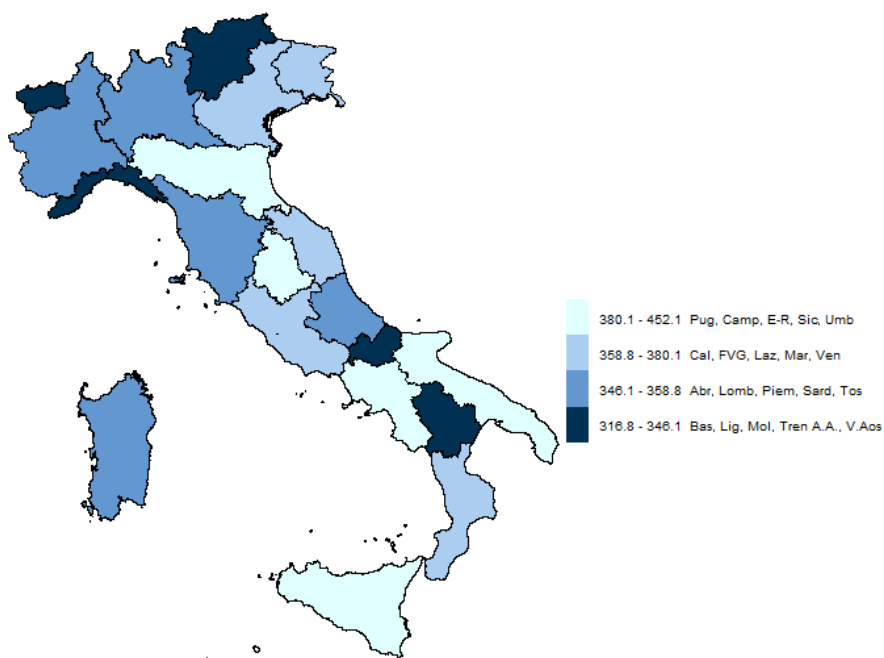 380.1 - 452.1 Pug, Camp, E-R, Sic, Umb
358.8 - 380.1 Cal, FVG, Laz, Mar, Ven
346.1 - 358.8 Abr, Lomb, Piem, Sard, Tos
316.8 - 346.1 Bas, Lig, Mol, Tren A.A., V.Aos